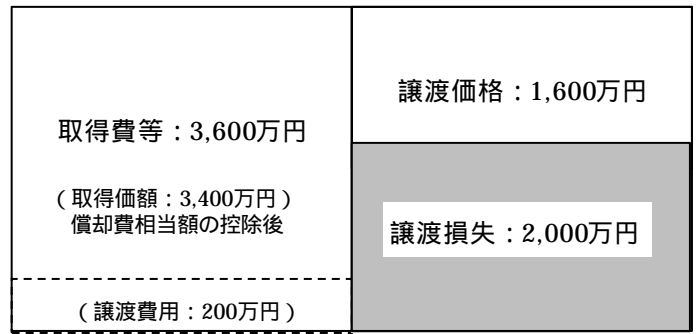 取得費等：3,600万円
（取得価額：3,400万円）
償却費相当額の控除後
（譲渡費用：200万円）
譲渡価格：1,600万円
譲渡損失：2,000万円